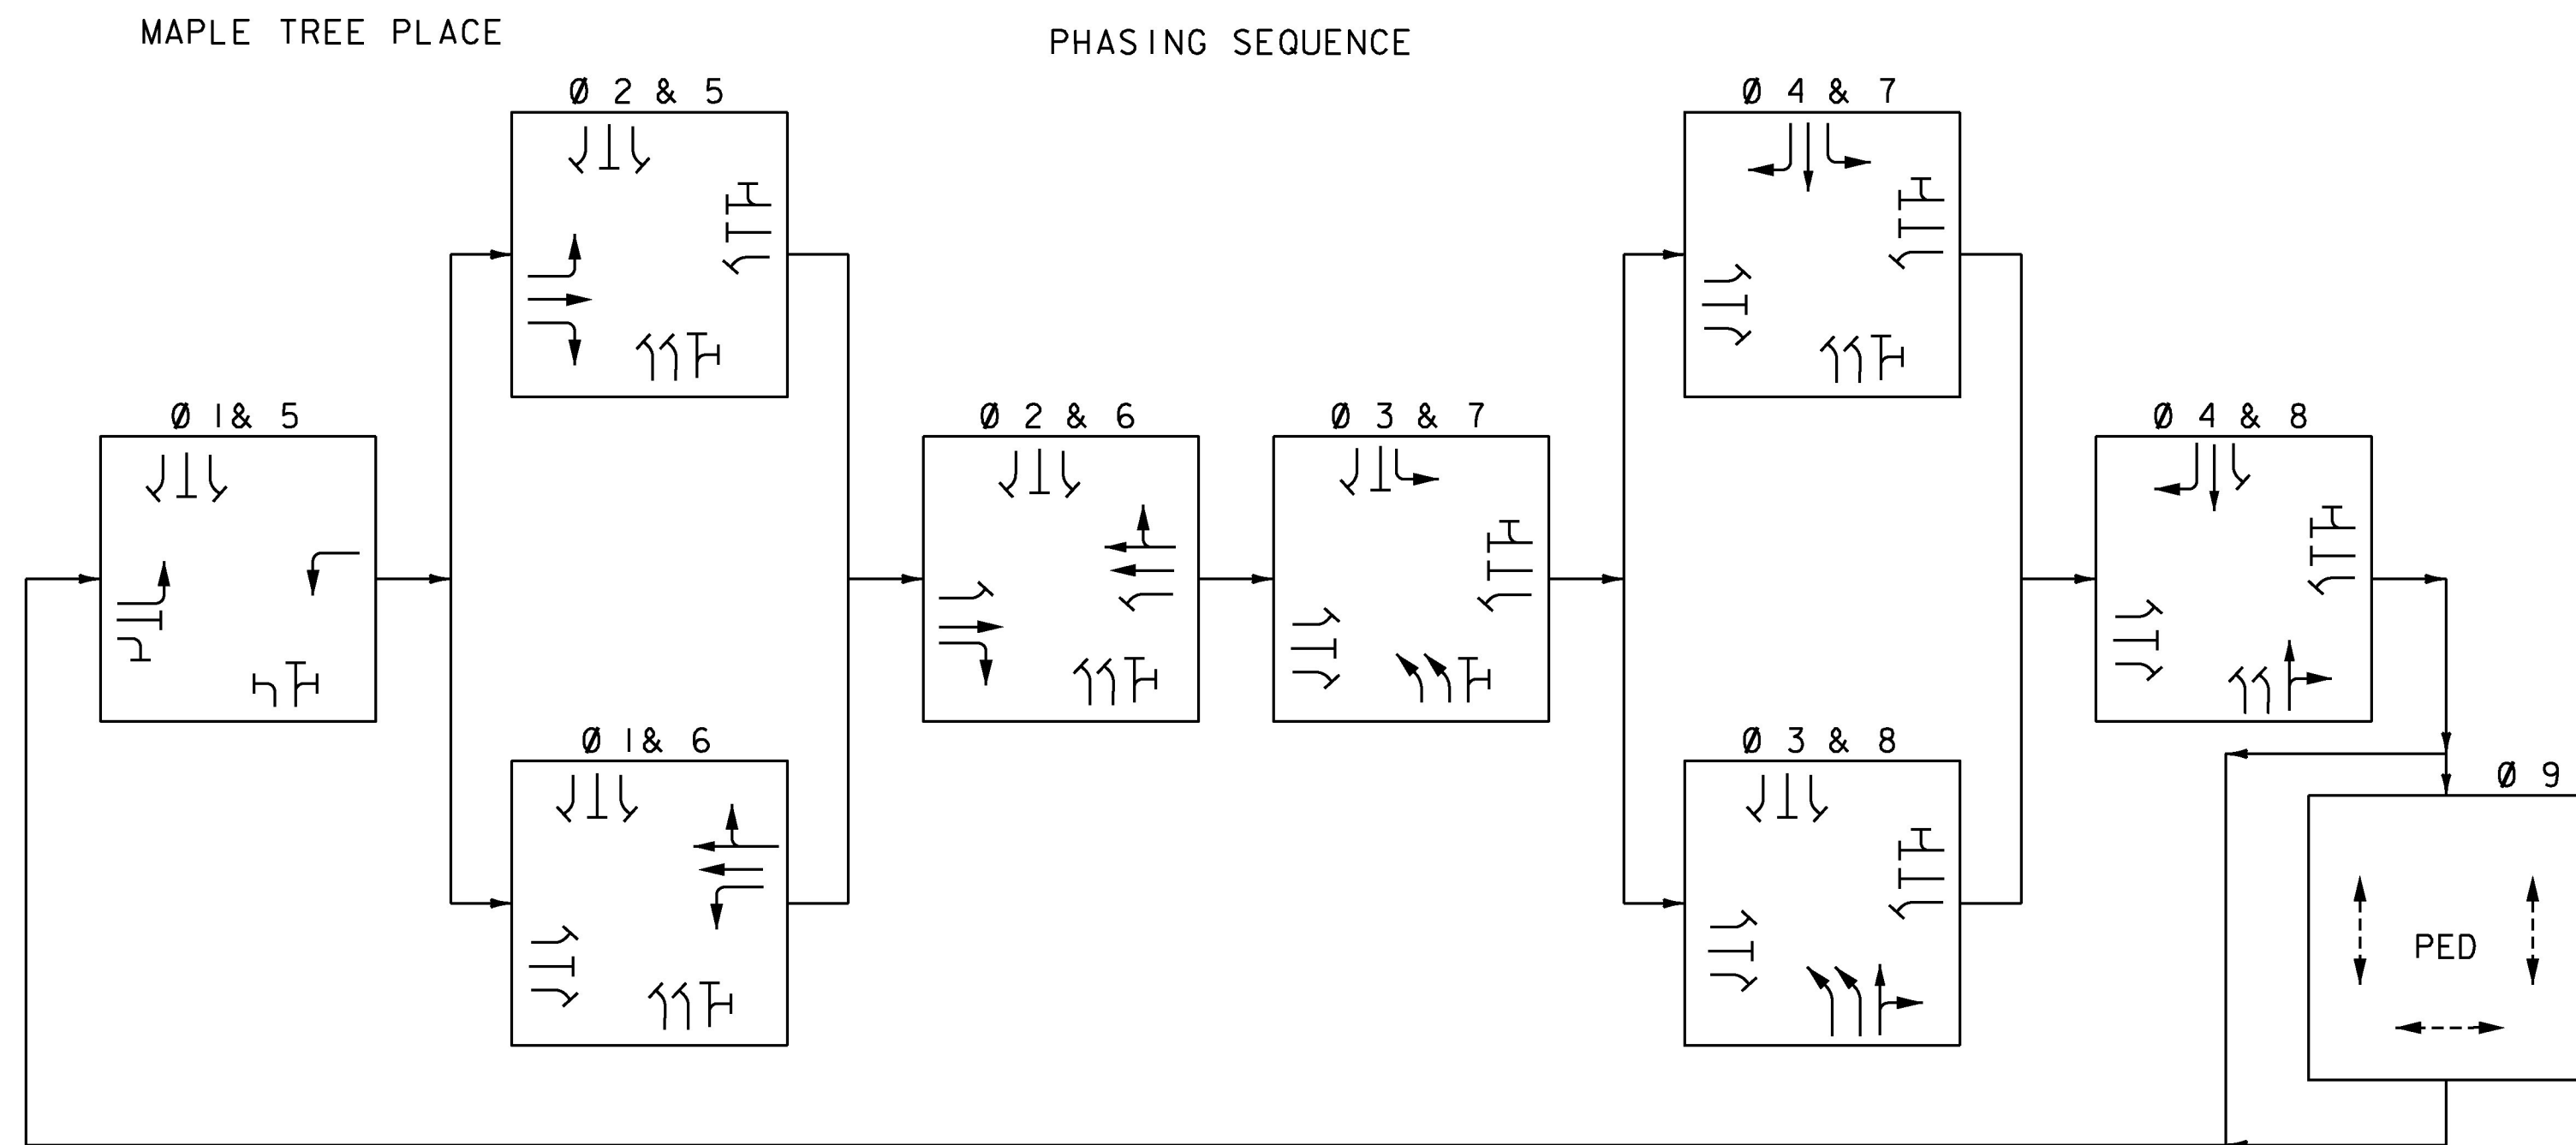 MAPLE TREE PLACE
PHASING SEQUENCE
Ø 2 & 5
Ø 4 & 7
Ø 1 & 5
Ø 2 & 6
Ø 3 & 7
Ø 4 & 8
Ø 1 & 6
Ø 3 & 8
Ø 9
PED